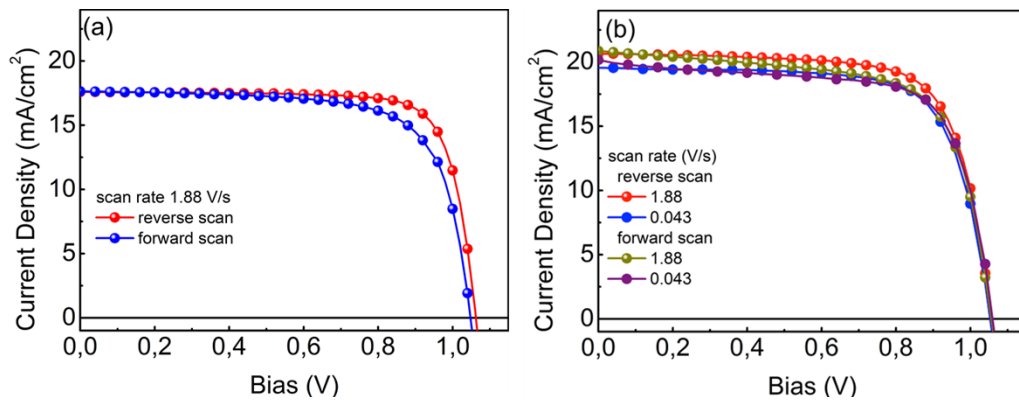 (a)
Current Density (mA/cm²)
20
15
10
5
0
scan rate 1.88 V/s
reverse scan
forward scan
0,0 0,2 0,4 0,6 0,8 1,0
Bias (V)
(b)
Current Density (mA/cm²)
20
15
10
5
0
scan rate (V/s)
reverse scan
1.88
0.043
forward scan
1.88
0.043
0,0 0,2 0,4 0,6 0,8 1,0
Bias (V)